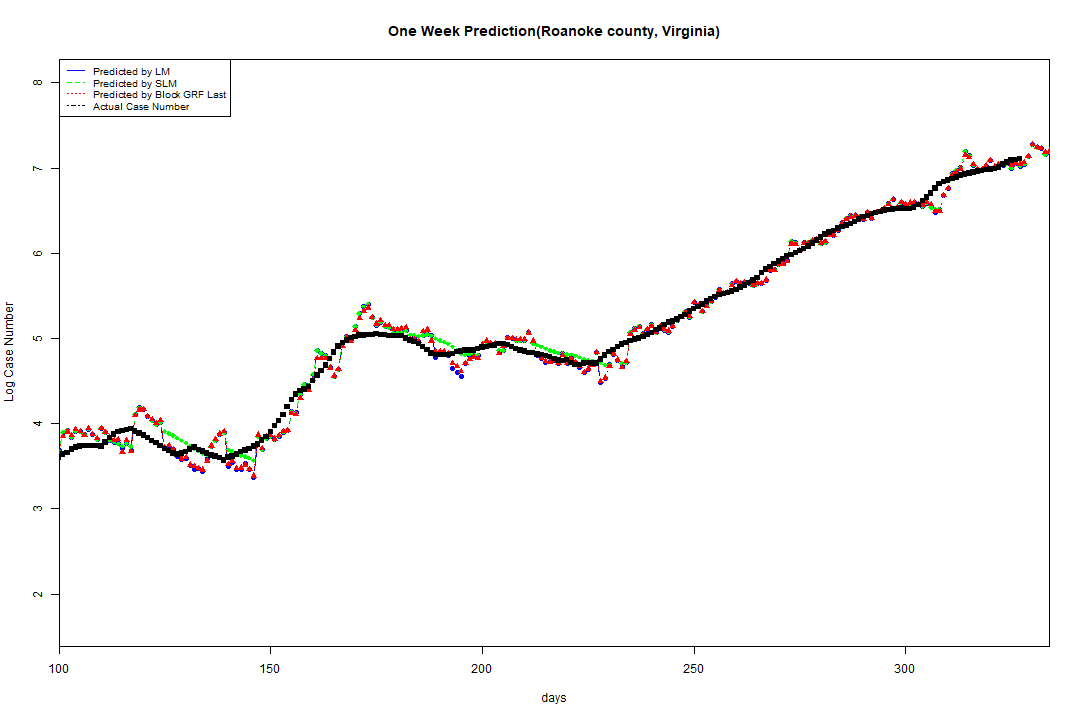 One Week Prediction(Roanoke county, Virginia)
Predicted by LM
Predicted by SLM
Predicted by Block GRF Last
Actual Case Number
8
7
6
5
4
3
2
Log Case Number
100 150 200 250 300
days